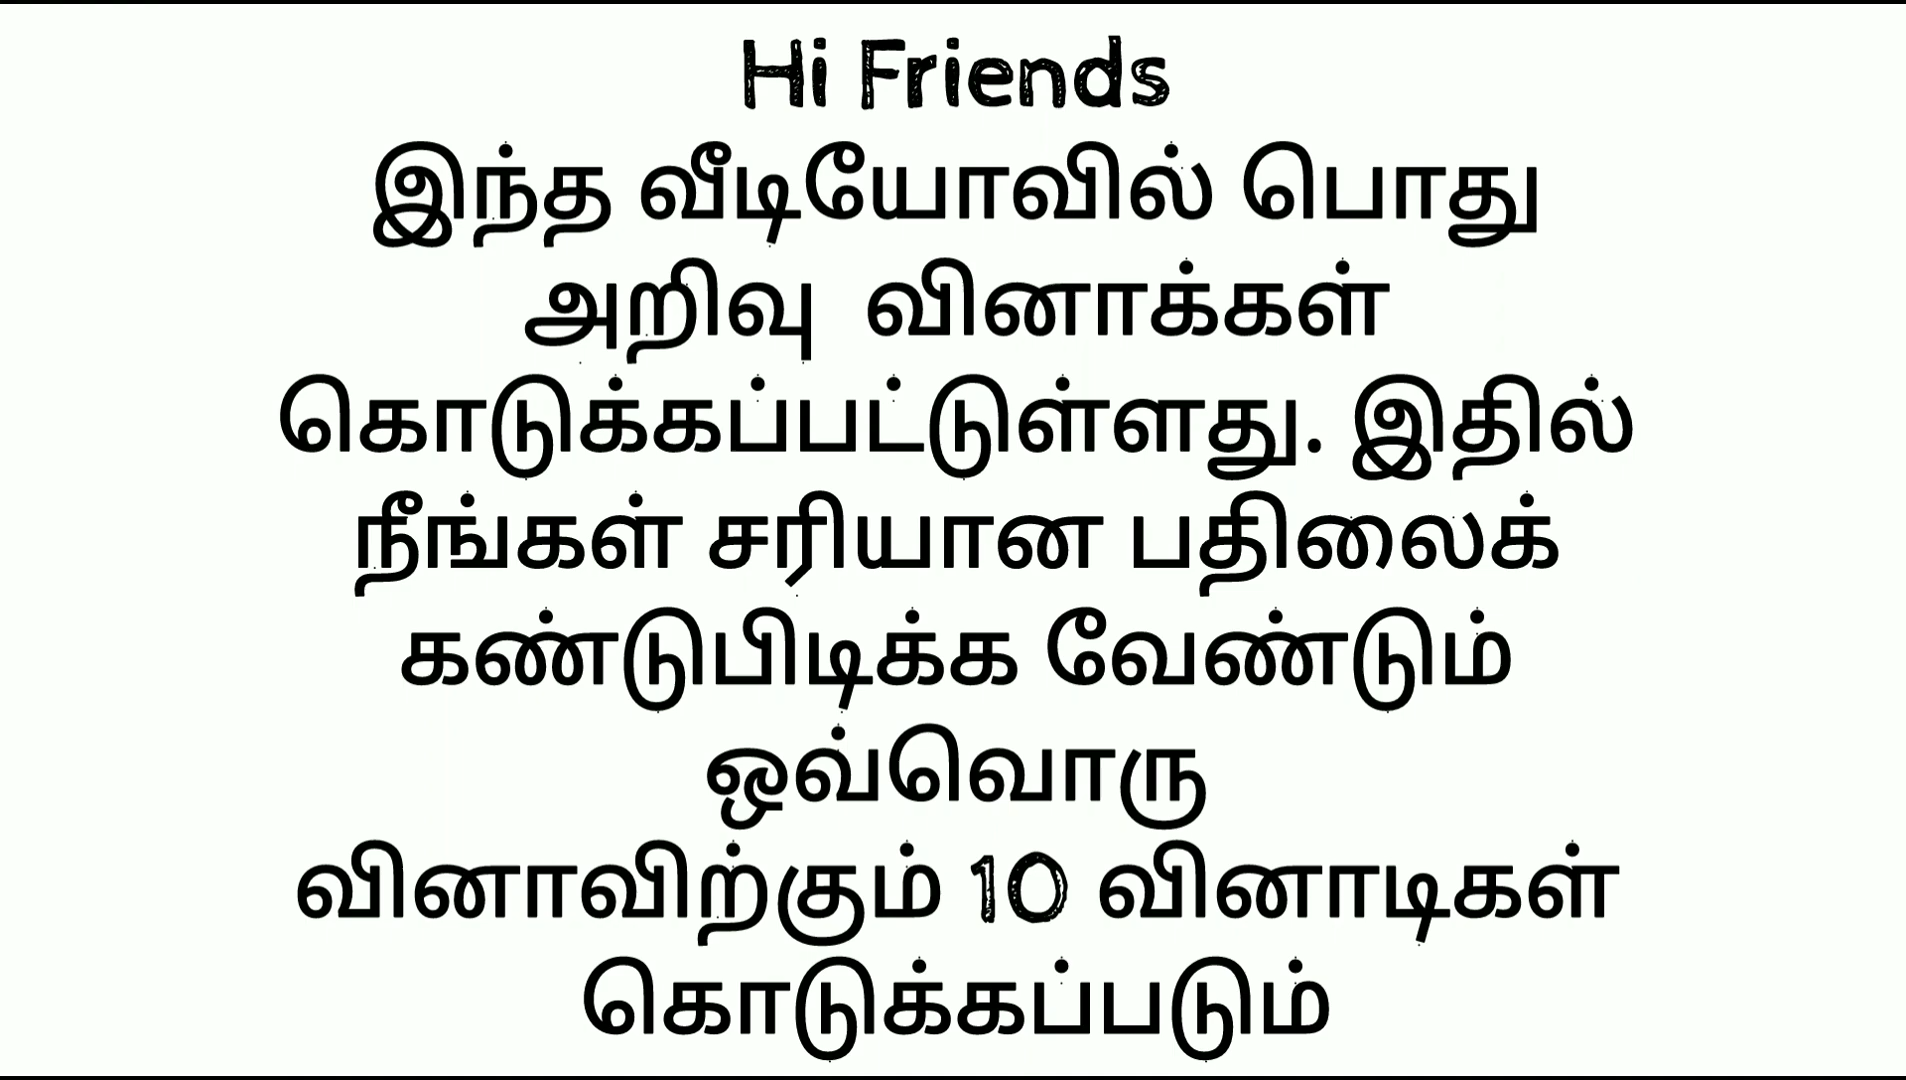 Hi Friends
இந்த வீடியோவில் பொது
அறிவு வினாக்கள்
கொடுக்கப்பட்டுள்ளது. இதில்
நீங்கள் சரியான பதிலைக்
கண்டுபிடிக்க வேண்டும்
ஒவ்வொரு
வினாவிற்கும் 10 வினாடிகள்
கொடுக்கப்படும்